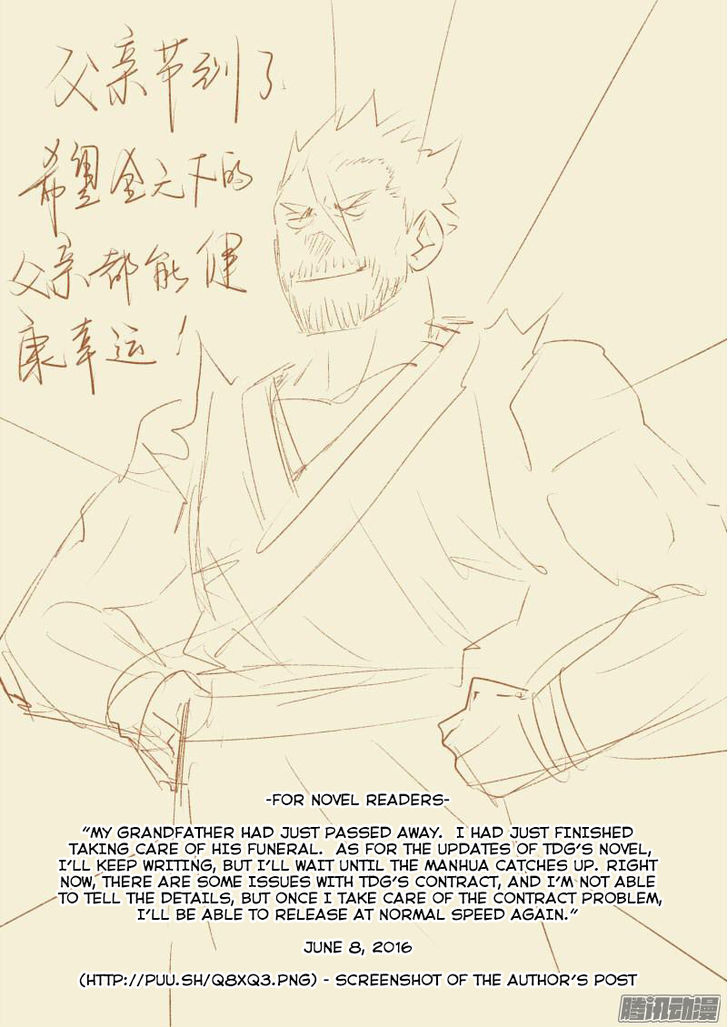 父亲节到了
希望全天下的
父亲都能健
康幸运！
-FOR NOVEL READERS-
"MY GRANDFATHER HAD JUST PASSED AWAY. I HAD JUST FINISHED
TAKING CARE OF HIS FUNERAL. AS FOR THE UPDATES OF TDG'S NOVEL,
I'LL KEEP WRITING, BUT I'LL WAIT UNTIL THE MANHUA CATCHES UP. RIGHT
NOW, THERE ARE SOME ISSUES WITH TDG'S CONTRACT, AND I'M NOT ABLE
TO TELL THE DETAILS, BUT ONCE I TAKE CARE OF THE CONTRACT PROBLEM,
I'LL BE ABLE TO RELEASE AT NORMAL SPEED AGAIN."
JUNE 8, 2016
(HTTP://PUU.SH/Q8XQ3.PNG) - SCREENSHOT OF THE AUTHOR'S POST
腾讯动漫